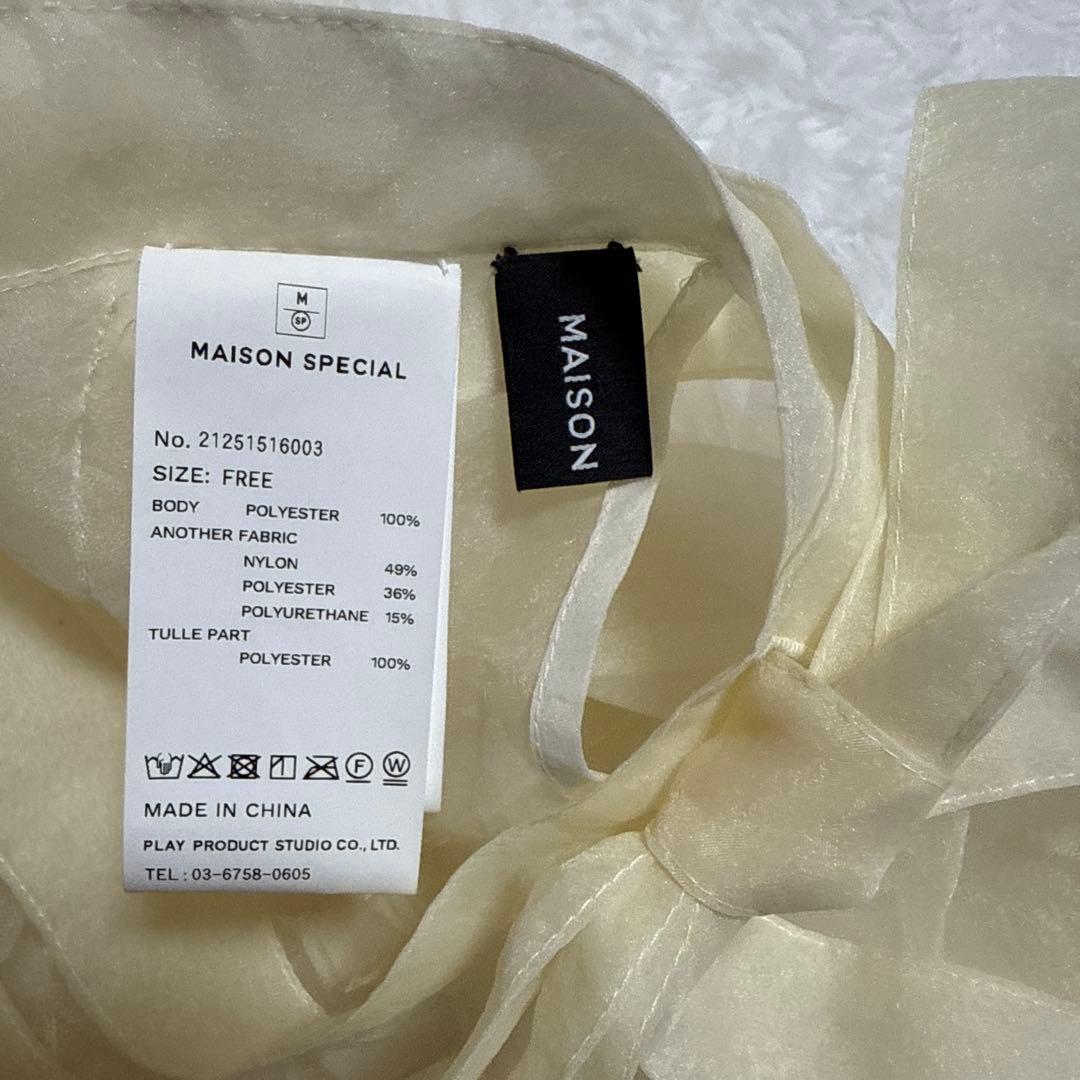 M
SP
MAISON SPECIAL
No. 21251516003
SIZE: FREE
BODY POLYESTER 100%
ANOTHER FABRIC
NYLON 49%
POLYESTER 36%
POLYURETHANE 15%
TULLE PART
POLYESTER 100%
F W
MADE IN CHINA
PLAY PRODUCT STUDIO CO., LTD.
TEL : 03-6758-0605
MAISON